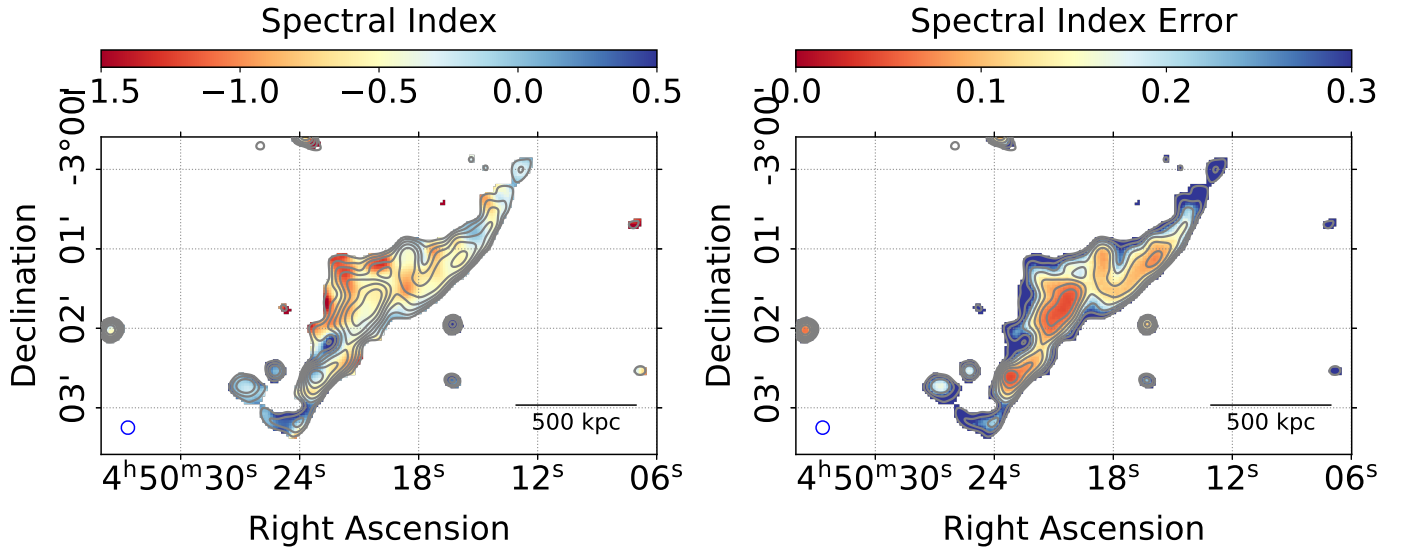 Spectral Index
−1.5 −1.0 −0.5 0.0 0.5
-3°00'
01'
02'
03'
Declination
500 kpc
4ʰ50ᵐ30ˢ 24ˢ 18ˢ 12ˢ 06ˢ
Right Ascension
Spectral Index Error
0.0 0.1 0.2 0.3
-3°00'
01'
02'
03'
Declination
500 kpc
4ʰ50ᵐ30ˢ 24ˢ 18ˢ 12ˢ 06ˢ
Right Ascension